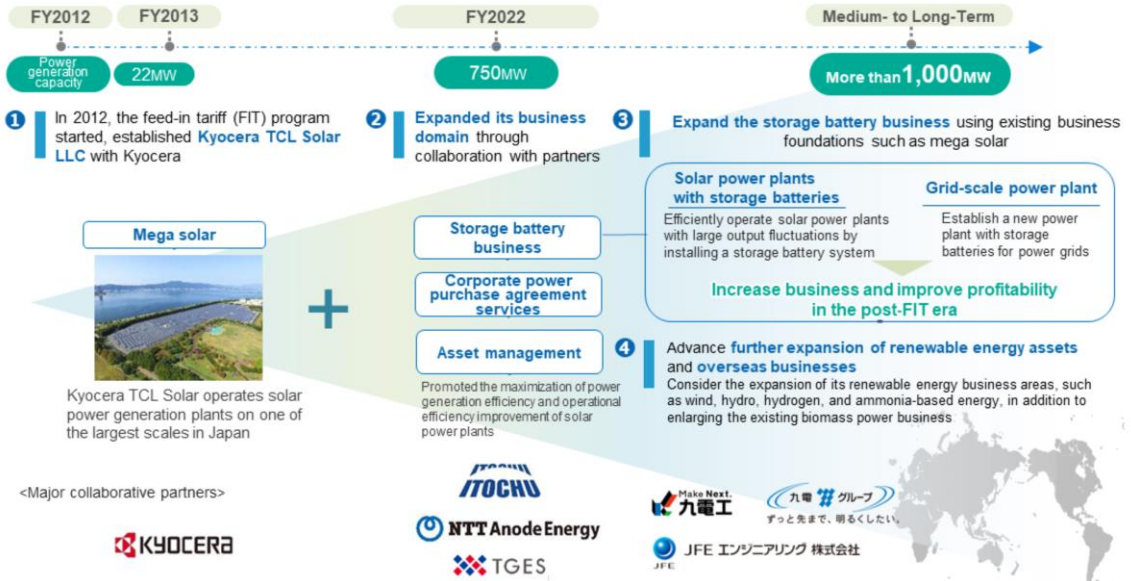 FY2012
FY2013
FY2022
Medium- to Long-Term
Power
generation
capacity
22MW
750MW
More than 1,000MW
1
In 2012, the feed-in tariff (FIT) program
started, established Kyocera TCL Solar
LLC with Kyocera
2
Expanded its business
domain through
collaboration with partners
3
Expand the storage battery business using existing business
foundations such as mega solar
Mega solar
Kyocera TCL Solar operates solar
power generation plants on one of
the largest scales in Japan
+
Storage battery
business
Corporate power
purchase agreement
services
Asset management
Promoted the maximization of power
generation efficiency and operational
efficiency improvement of solar
power plants
Solar power plants
with storage batteries
Efficiently operate solar power plants
with large output fluctuations by
installing a storage battery system
Grid-scale power plant
Establish a new power
plant with storage
batteries for power grids
Increase business and improve profitability
in the post-FIT era
4
Advance further expansion of renewable energy assets
and overseas businesses
Consider the expansion of its renewable energy business areas, such
as wind, hydro, hydrogen, and ammonia-based energy, in addition to
enlarging the existing biomass power business
<Major collaborative partners>
KYOCERA
ITOCHU
ITOCHU
NTT Anode Energy
TGES
Make Next.
九電工
九電グループ
ずっと先まで、明るくしたい。
JFE
JFE エンジニアリング 株式会社